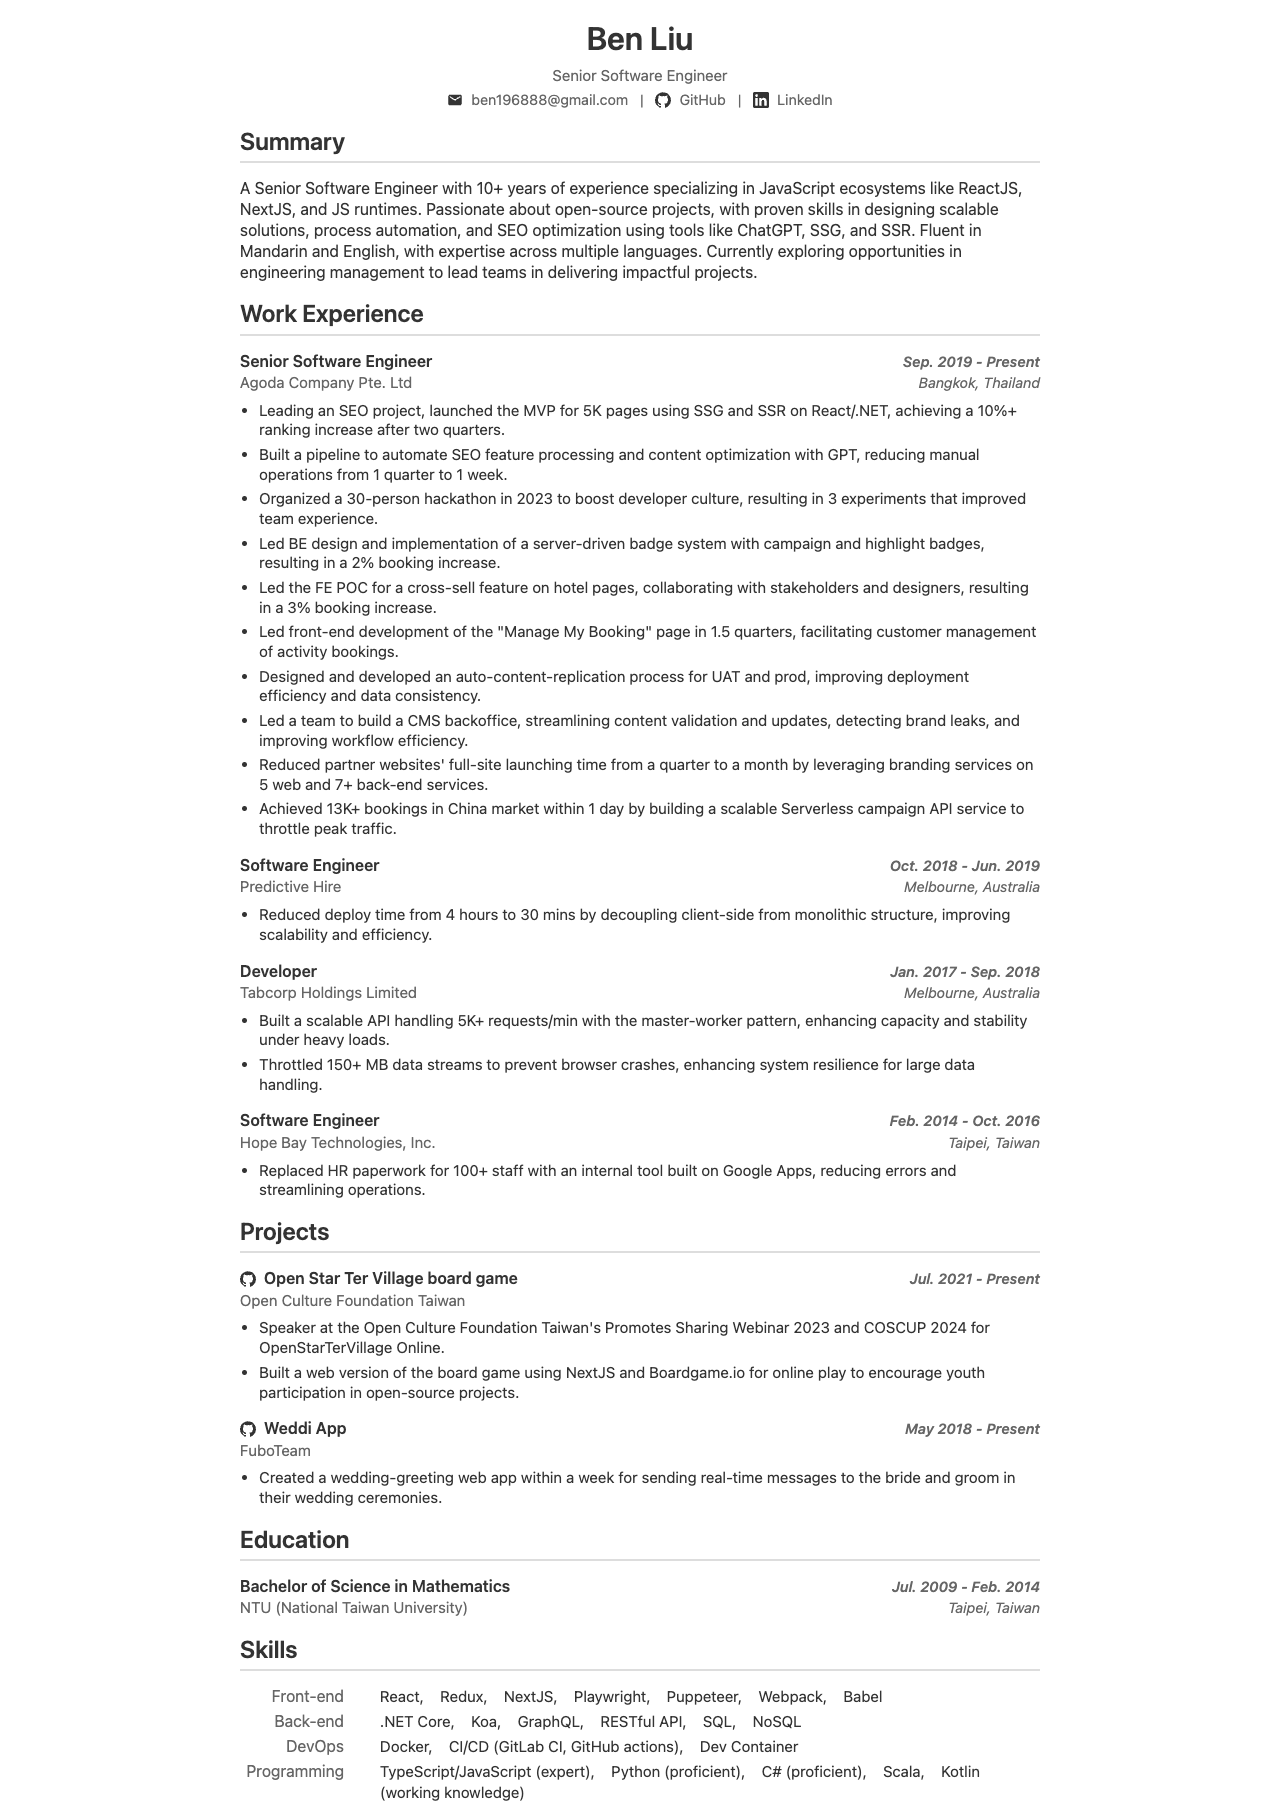 Ben Liu
Senior Software Engineer
ben196888@gmail.com | GitHub | LinkedIn
Summary
A Senior Software Engineer with 10+ years of experience specializing in JavaScript ecosystems like ReactJS,
NextJS, and JS runtimes. Passionate about open-source projects, with proven skills in designing scalable
solutions, process automation, and SEO optimization using tools like ChatGPT, SSG, and SSR. Fluent in
Mandarin and English, with expertise across multiple languages. Currently exploring opportunities in
engineering management to lead teams in delivering impactful projects.
Work Experience
Senior Software Engineer Sep. 2019 - Present
Agoda Company Pte. Ltd Bangkok, Thailand
• Leading an SEO project, launched the MVP for 5K pages using SSG and SSR on React/.NET, achieving a 10%+
ranking increase after two quarters.
• Built a pipeline to automate SEO feature processing and content optimization with GPT, reducing manual
operations from 1 quarter to 1 week.
• Organized a 30-person hackathon in 2023 to boost developer culture, resulting in 3 experiments that improved
team experience.
• Led BE design and implementation of a server-driven badge system with campaign and highlight badges,
resulting in a 2% booking increase.
• Led the FE POC for a cross-sell feature on hotel pages, collaborating with stakeholders and designers, resulting
in a 3% booking increase.
• Led front-end development of the "Manage My Booking" page in 1.5 quarters, facilitating customer management
of activity bookings.
• Designed and developed an auto-content-replication process for UAT and prod, improving deployment
efficiency and data consistency.
• Led a team to build a CMS backoffice, streamlining content validation and updates, detecting brand leaks, and
improving workflow efficiency.
• Reduced partner websites' full-site launching time from a quarter to a month by leveraging branding services on
5 web and 7+ back-end services.
• Achieved 13K+ bookings in China market within 1 day by building a scalable Serverless campaign API service to
throttle peak traffic.
Software Engineer Oct. 2018 - Jun. 2019
Predictive Hire Melbourne, Australia
• Reduced deploy time from 4 hours to 30 mins by decoupling client-side from monolithic structure, improving
scalability and efficiency.
Developer Jan. 2017 - Sep. 2018
Tabcorp Holdings Limited Melbourne, Australia
• Built a scalable API handling 5K+ requests/min with the master-worker pattern, enhancing capacity and stability
under heavy loads.
• Throttled 150+ MB data streams to prevent browser crashes, enhancing system resilience for large data
handling.
Software Engineer Feb. 2014 - Oct. 2016
Hope Bay Technologies, Inc. Taipei, Taiwan
• Replaced HR paperwork for 100+ staff with an internal tool built on Google Apps, reducing errors and
streamlining operations.
Projects
Open Star Ter Village board game Jul. 2021 - Present
Open Culture Foundation Taiwan
• Speaker at the Open Culture Foundation Taiwan's Promotes Sharing Webinar 2023 and COSCUP 2024 for
OpenStarTerVillage Online.
• Built a web version of the board game using NextJS and Boardgame.io for online play to encourage youth
participation in open-source projects.
Weddi App May 2018 - Present
FuboTeam
• Created a wedding-greeting web app within a week for sending real-time messages to the bride and groom in
their wedding ceremonies.
Education
Bachelor of Science in Mathematics Jul. 2009 - Feb. 2014
NTU (National Taiwan University) Taipei, Taiwan
Skills
Front-end React, Redux, NextJS, Playwright, Puppeteer, Webpack, Babel
Back-end .NET Core, Koa, GraphQL, RESTful API, SQL, NoSQL
DevOps Docker, CI/CD (GitLab CI, GitHub actions), Dev Container
Programming TypeScript/JavaScript (expert), Python (proficient), C# (proficient), Scala, Kotlin
(working knowledge)